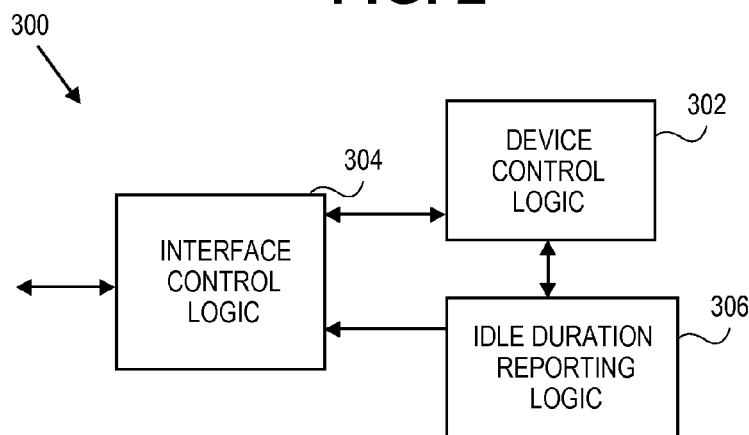 300
302
DEVICE
CONTROL
LOGIC
304
INTERFACE
CONTROL
LOGIC
306
IDLE DURATION
REPORTING
LOGIC